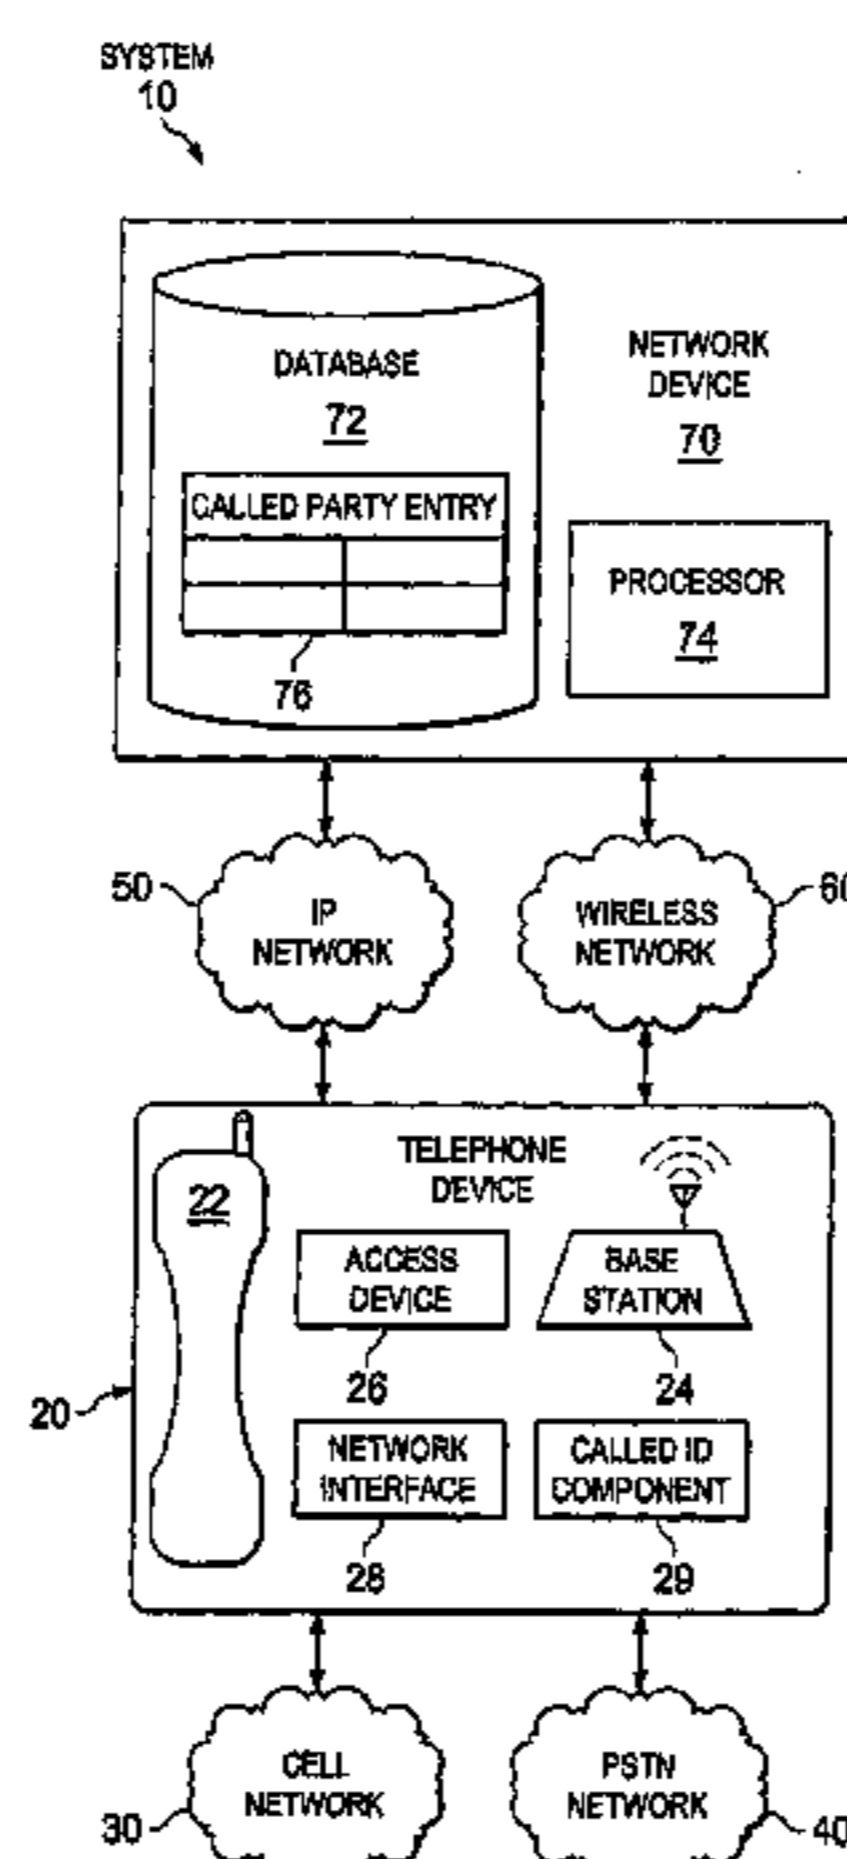 SYSTEM
10
DATABASE
72
CALLED PARTY ENTRY
76
NETWORK
DEVICE
70
PROCESSOR
74
50
IP
NETWORK
WIRELESS
NETWORK
60
TELEPHONE
DEVICE
22
ACCESS
DEVICE
26
BASE
STATION
24
20
NETWORK
INTERFACE
28
CALLED ID
COMPONENT
29
CELL
NETWORK
30
PSTN
NETWORK
40